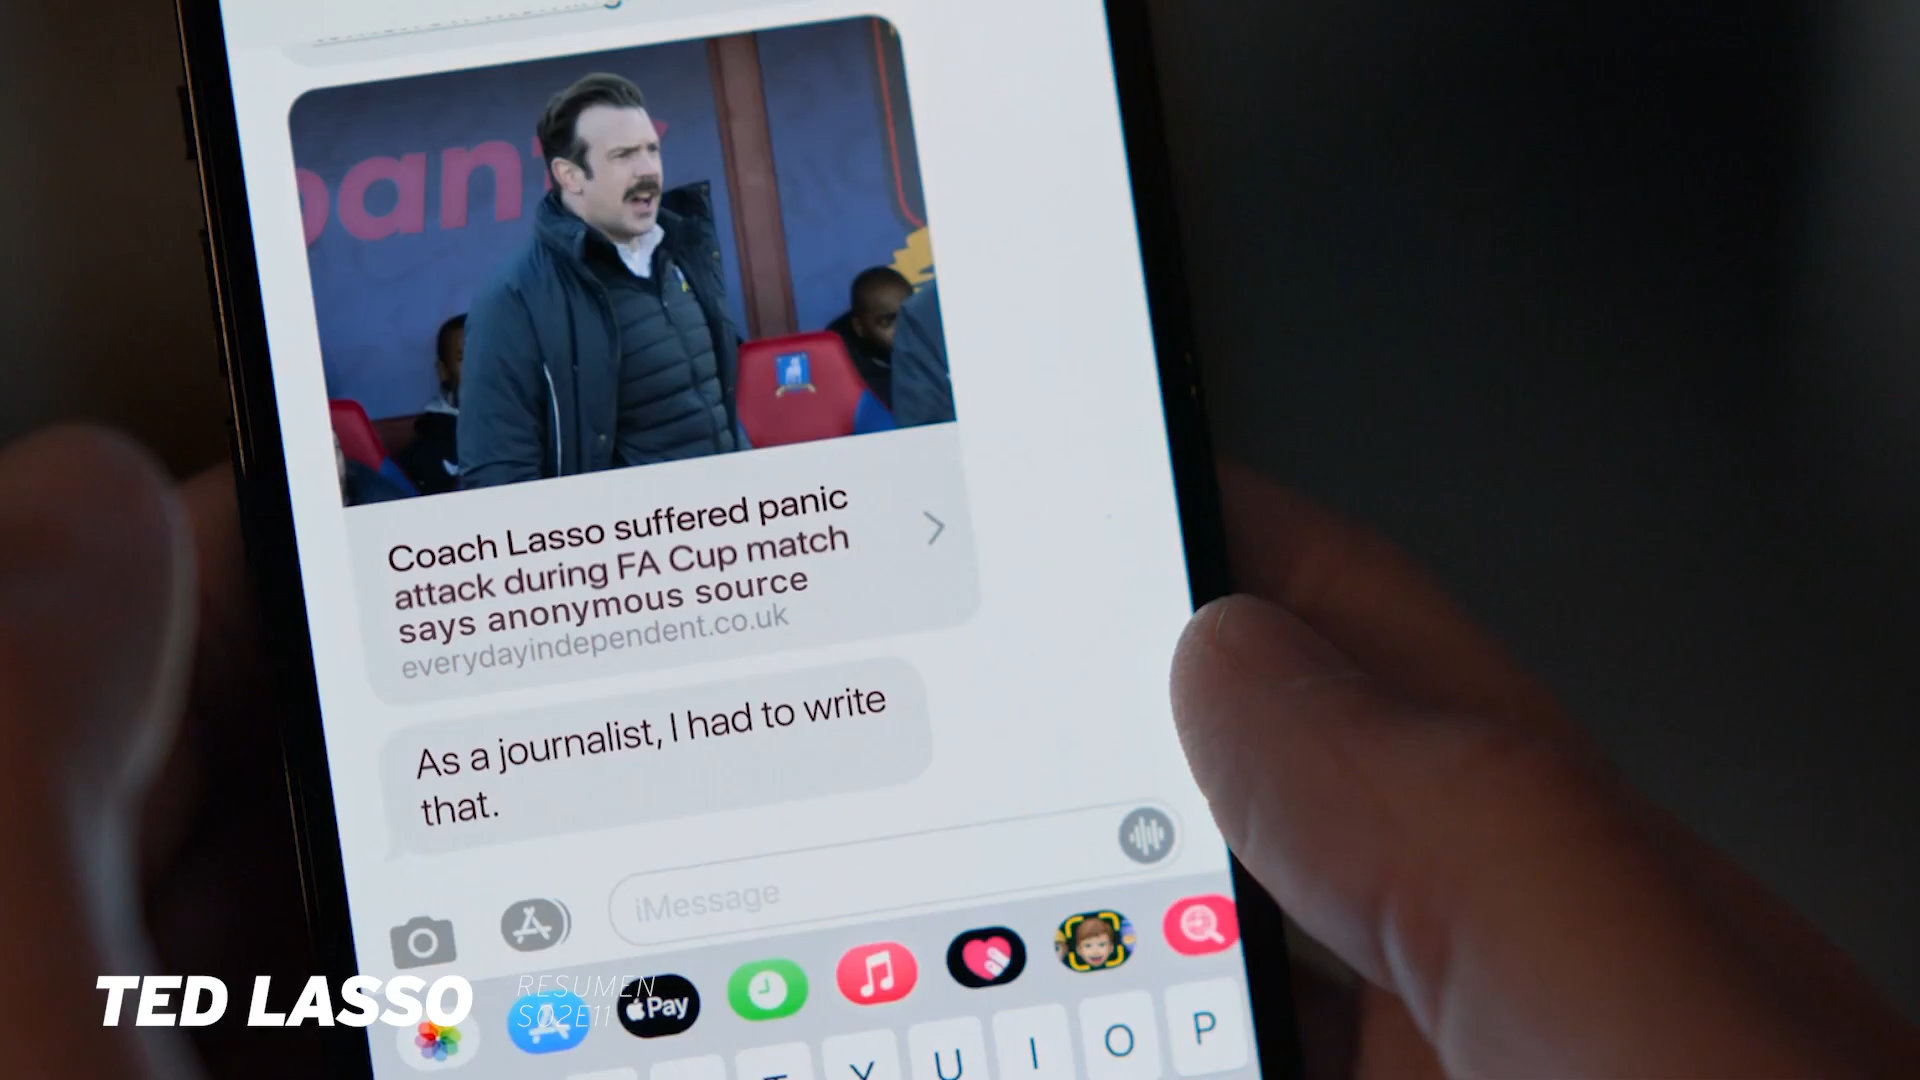 Coach Lasso suffered panic
attack during FA Cup match
says anonymous source
everydayindependent.co.uk
As a journalist, I had to write
that.
iMessage
TED LASSO
RESUMEN
S02E11
Pay
Y U I O P